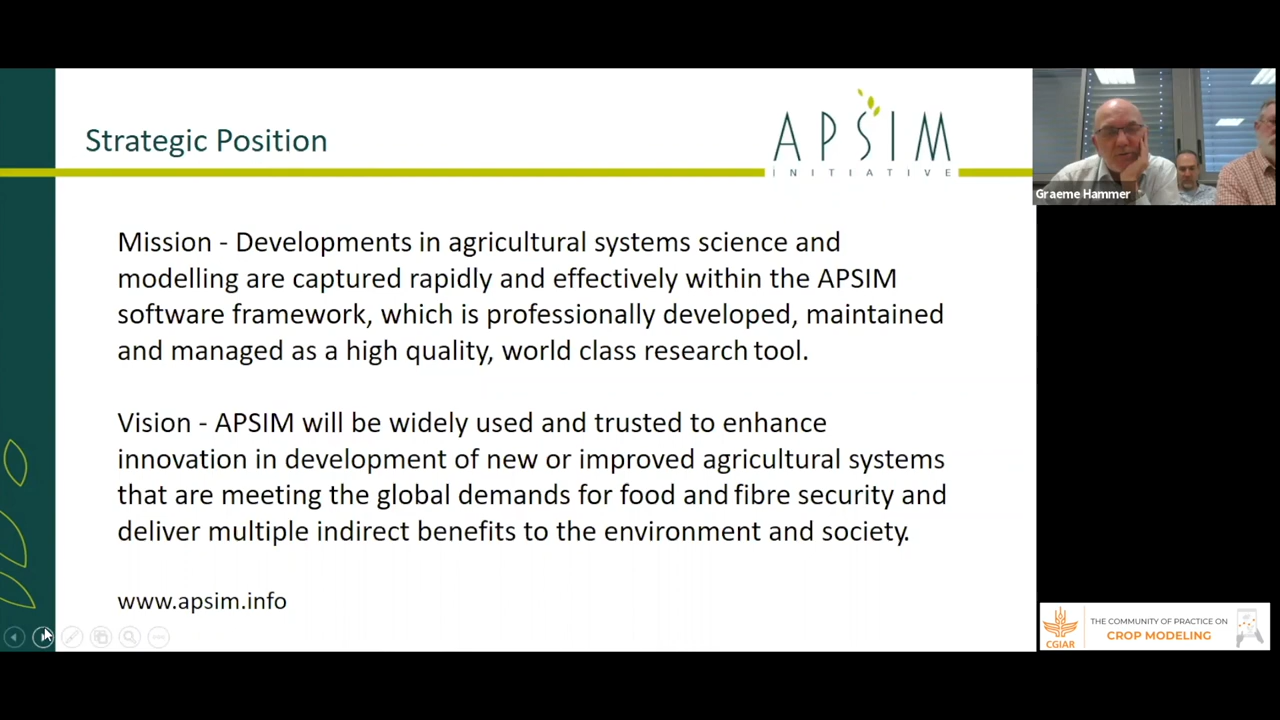 Strategic Position
APSIM
INITIATIVE
Mission - Developments in agricultural systems science and
modelling are captured rapidly and effectively within the APSIM
software framework, which is professionally developed, maintained
and managed as a high quality, world class research tool.
Vision - APSIM will be widely used and trusted to enhance
innovation in development of new or improved agricultural systems
that are meeting the global demands for food and fibre security and
deliver multiple indirect benefits to the environment and society.
www.apsim.info
Graeme Hammer
CGIAR
THE COMMUNITY OF PRACTICE ON
CROP MODELING